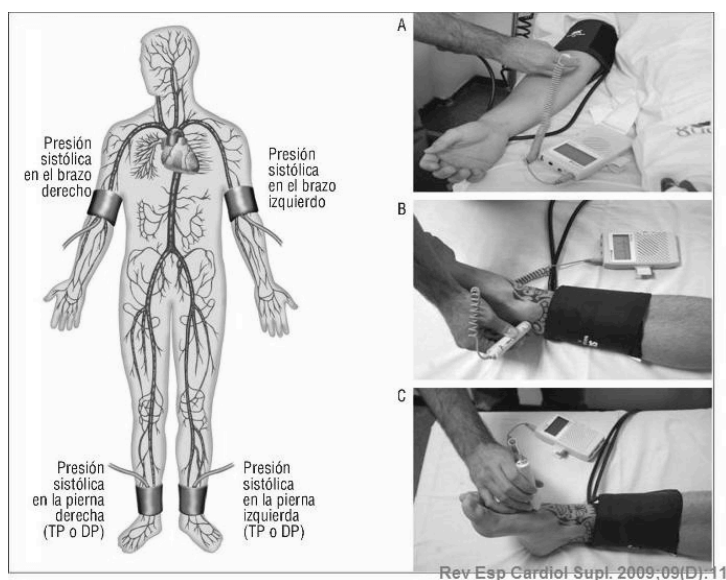 Presión
sistólica
en el brazo
derecho
Presión
sistólica
en el brazo
izquierdo
Presión
sistólica
en la pierna
derecha
(TP o DP)
Presión
sistólica
en la pierna
izquierda
(TP o DP)
A
B
C
Rev Esp Cardiol Supl. 2009;09(D):11